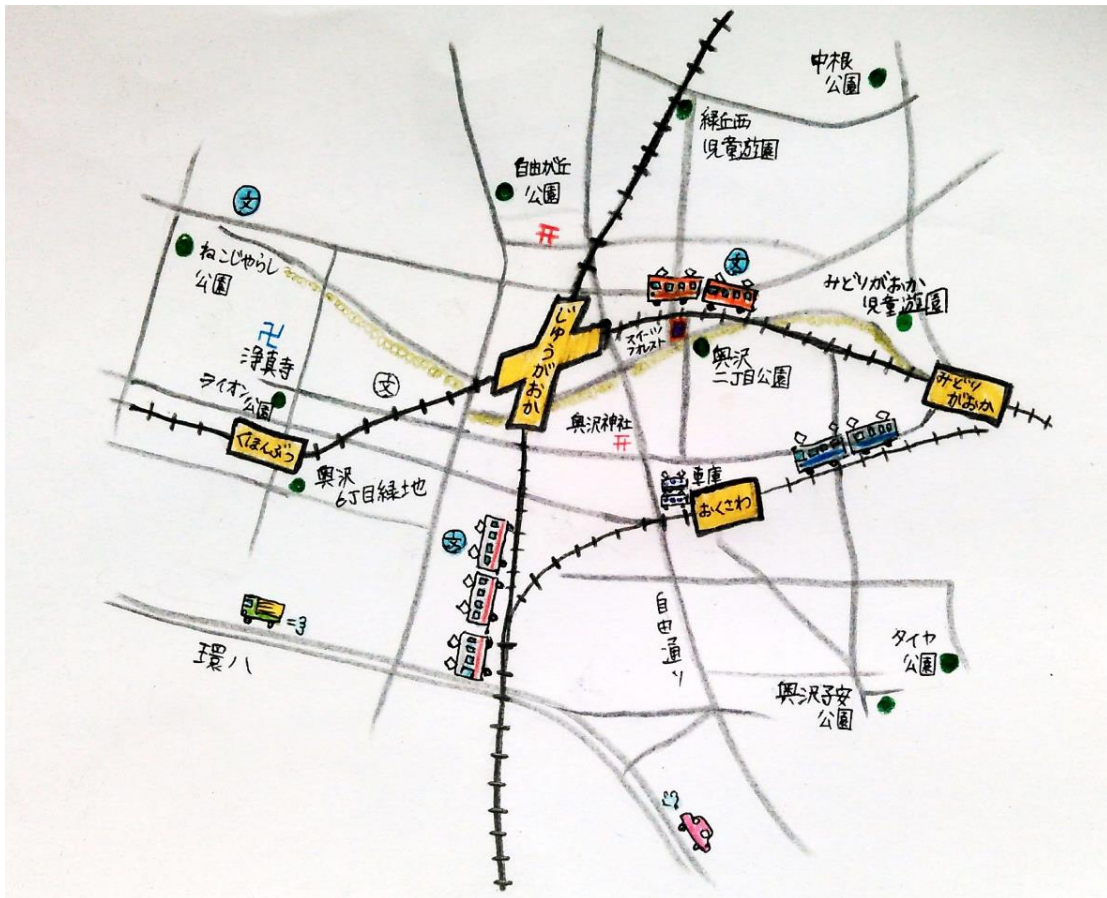 中根
公園
緑丘西
児童遊園
自由が丘
公園
文
ねこじゃらし
公園
文
みどりがおか
児童遊園
じゆうがおか
スイーツ
フォレスト
奥沢
二丁目公園
卍
浄真寺
文
ライオン
公園
みどり
がおか
奥沢神社
くほんぶつ
車庫
おくさわ
奥沢
6丁目緑地
文
自由通り
環八
タイヤ
公園
奥沢子安
公園